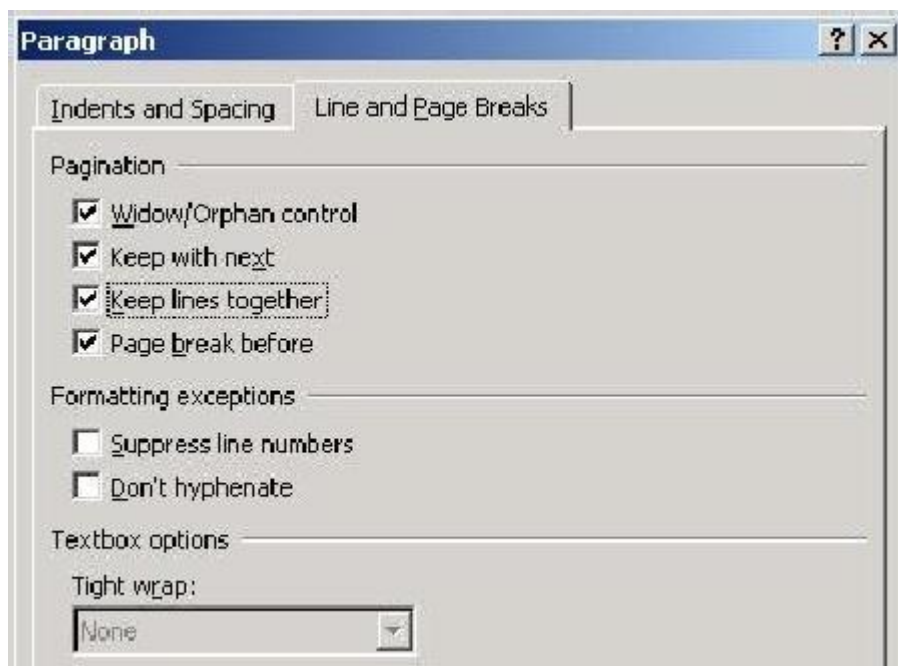 Paragraph
Indents and Spacing
Line and Page Breaks
Pagination
Widow/Orphan control
Keep with next
Keep lines together
Page break before
Formatting exceptions
Suppress line numbers
Don't hyphenate
Textbox options
Tight wrap:
None